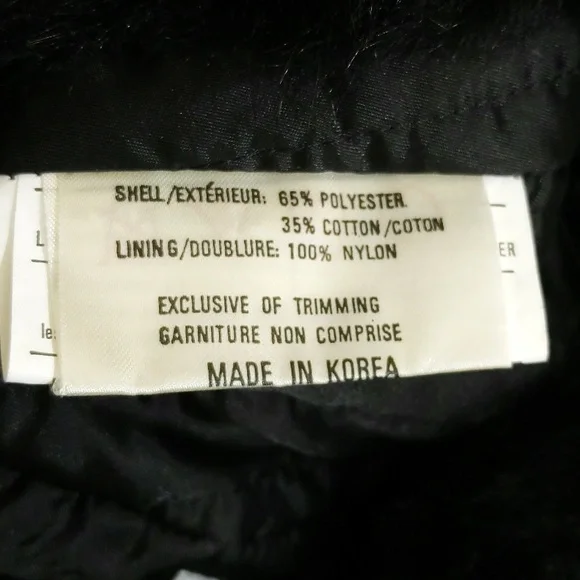 SHELL/EXTÉRIEUR: 65% POLYESTER
35% COTTON/COTON
LINING/DOUBLURE: 100% NYLON
EXCLUSIVE OF TRIMMING
GARNITURE NON COMPRISE
MADE IN KOREA